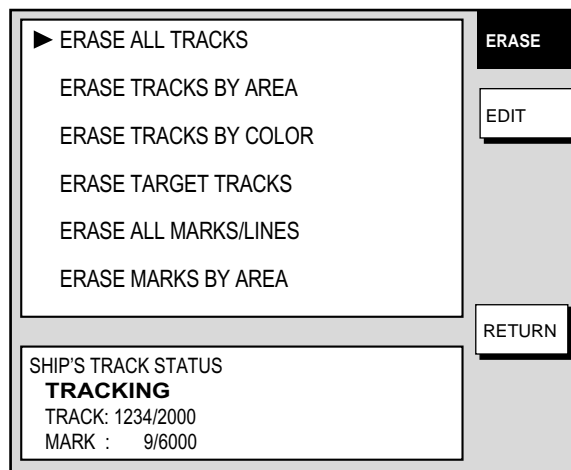 ▶ ERASE ALL TRACKS
ERASE TRACKS BY AREA
ERASE TRACKS BY COLOR
ERASE TARGET TRACKS
ERASE ALL MARKS/LINES
ERASE MARKS BY AREA
ERASE
EDIT
RETURN
SHIP'S TRACK STATUS
TRACKING
TRACK: 1234/2000
MARK : 9/6000